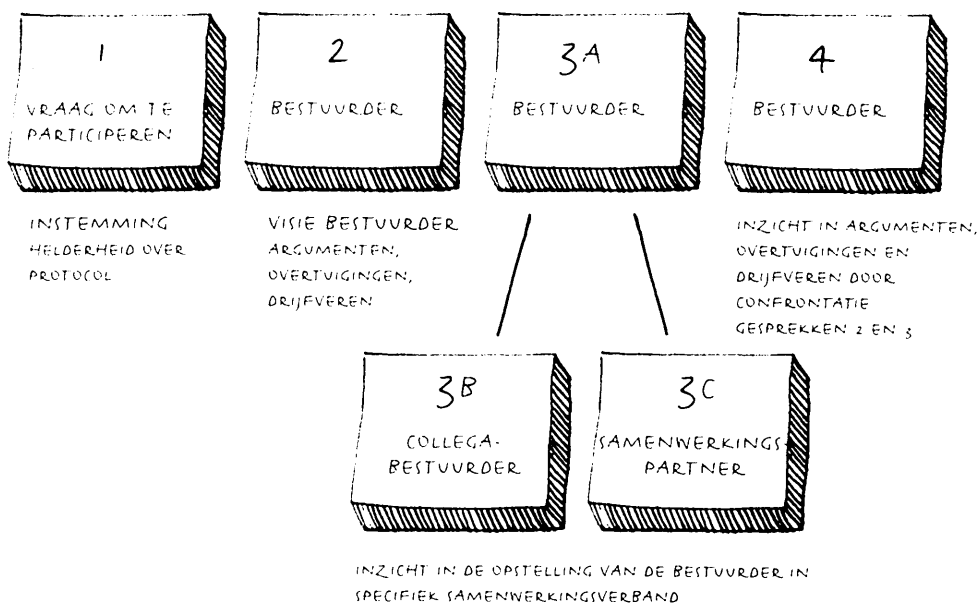 1
VRAAG OM TE
PARTICIPEREN
INSTEMMING
HELDERHEID OVER
PROTOCOL
2
BESTUURDER
VISIE BESTUURDER
ARGUMENTEN,
OVERTUIGINGEN,
DRIJFVEREN
3A
BESTUURDER
4
BESTUURDER
INZICHT IN ARGUMENTEN,
OVERTUIGINGEN EN
DRIJFVEREN DOOR
CONFRONTATIE
GESPREKKEN 2 EN 3
3B
COLLEGA-
BESTUURDER
3C
SAMENWERKINGS-
PARTNER
INZICHT IN DE OPSTELLING VAN DE BESTUURDER IN
SPECIFIEK SAMENWERKINGSVERBAND